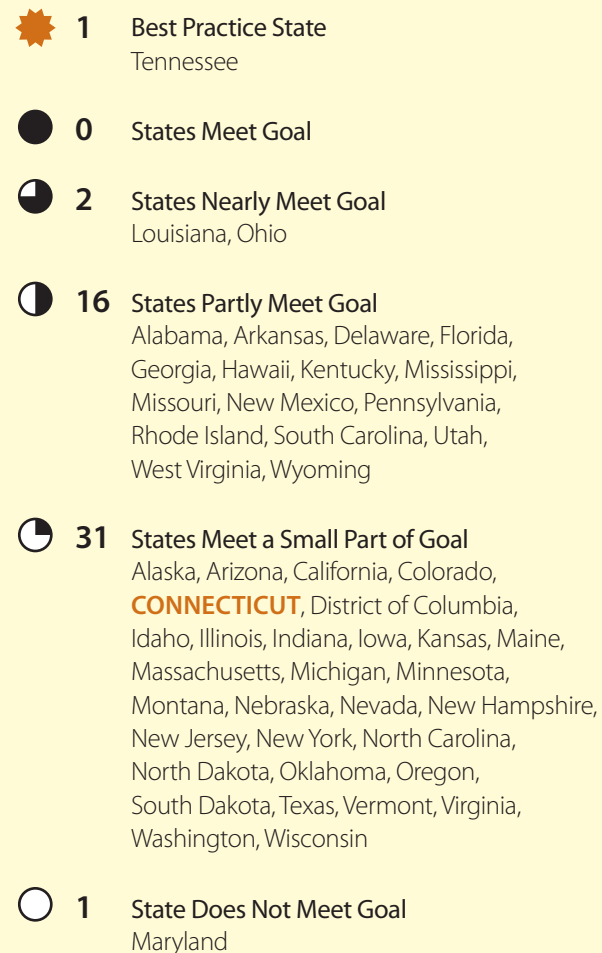 1 Best Practice State
Tennessee
0 States Meet Goal
2 States Nearly Meet Goal
Louisiana, Ohio
16 States Partly Meet Goal
Alabama, Arkansas, Delaware, Florida,
Georgia, Hawaii, Kentucky, Mississippi,
Missouri, New Mexico, Pennsylvania,
Rhode Island, South Carolina, Utah,
West Virginia, Wyoming
31 States Meet a Small Part of Goal
Alaska, Arizona, California, Colorado,
CONNECTICUT, District of Columbia,
Idaho, Illinois, Indiana, Iowa, Kansas, Maine,
Massachusetts, Michigan, Minnesota,
Montana, Nebraska, Nevada, New Hampshire,
New Jersey, New York, North Carolina,
North Dakota, Oklahoma, Oregon,
South Dakota, Texas, Vermont, Virginia,
Washington, Wisconsin
1 State Does Not Meet Goal
Maryland